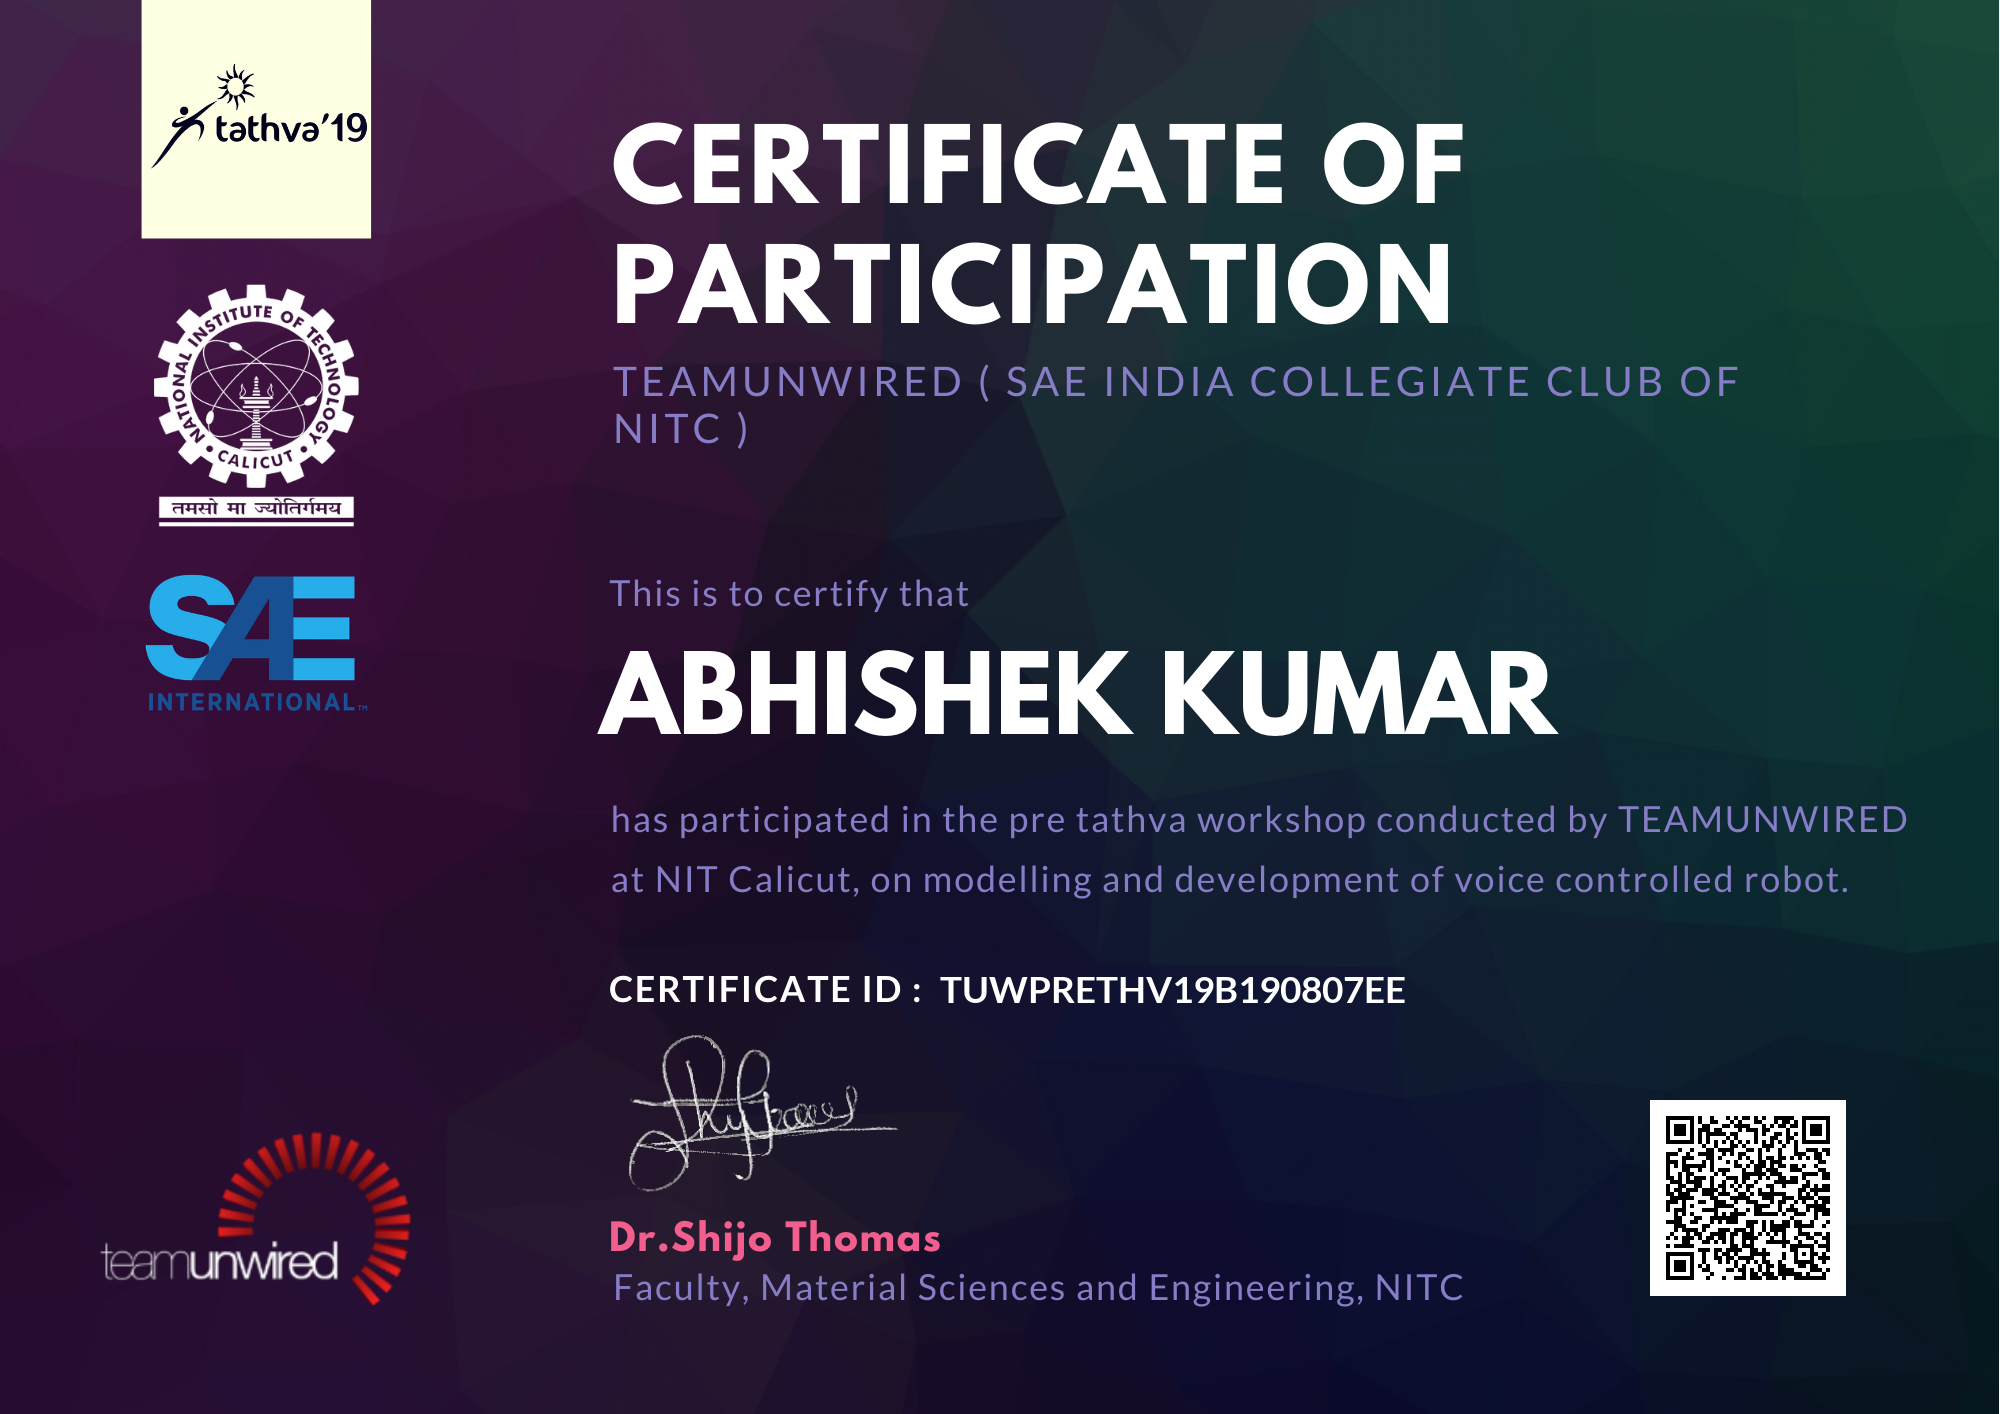 tathva'19
NATIONAL INSTITUTE OF TECHNOLOGY
• CALICUT •
तमसो मा ज्योतिर्गमय
SAE
INTERNATIONAL™
CERTIFICATE OF
PARTICIPATION
TEAMUNWIRED ( SAE INDIA COLLEGIATE CLUB OF
NITC )
This is to certify that
ABHISHEK KUMAR
has participated in the pre tathva workshop conducted by TEAMUNWIRED
at NIT Calicut, on modelling and development of voice controlled robot.
CERTIFICATE ID : TUWPRETHV19B190807EE
Dr.Shijo Thomas
Faculty, Material Sciences and Engineering, NITC
teamunwired